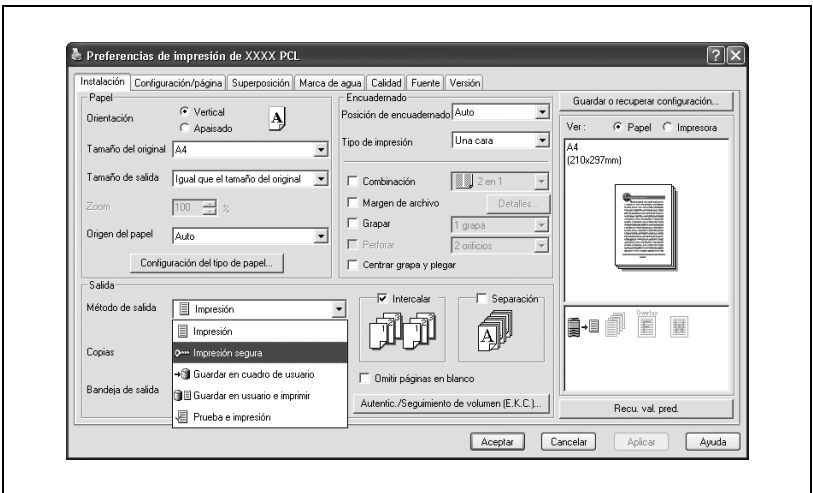 Preferencias de impresión de XXXX PCL
Instalación Configuración/página Superposición Marca de agua Calidad Fuente Versión
Papel
Orientación
Vertical
Apaisado
A
Tamaño del original A4
Tamaño de salida Igual que el tamaño del original
Zoom 100 %
Origen del papel Auto
Configuración del tipo de papel...
Encuadernado
Posición de encuadernado Auto
Tipo de impresión Una cara
Combinación 2 en 1
Margen de archivo Detalles...
Grapar 1 grapa
Perforar 2 orificios
Centrar grapa y plegar
Guardar o recuperar configuración...
Ver: Papel Impresora
A4
(210x297mm)
Overlay
Recu. val. pred.
Salida
Método de salida Impresión
Impresión
Impresión segura
Guardar en cuadro de usuario
Guardar en usuario e imprimir
Prueba e impresión
Copias
Bandeja de salida
Intercalar
Separación
Omitir páginas en blanco
Autentic./Seguimiento de volumen (E.K.C.)...
Aceptar Cancelar Aplicar Ayuda